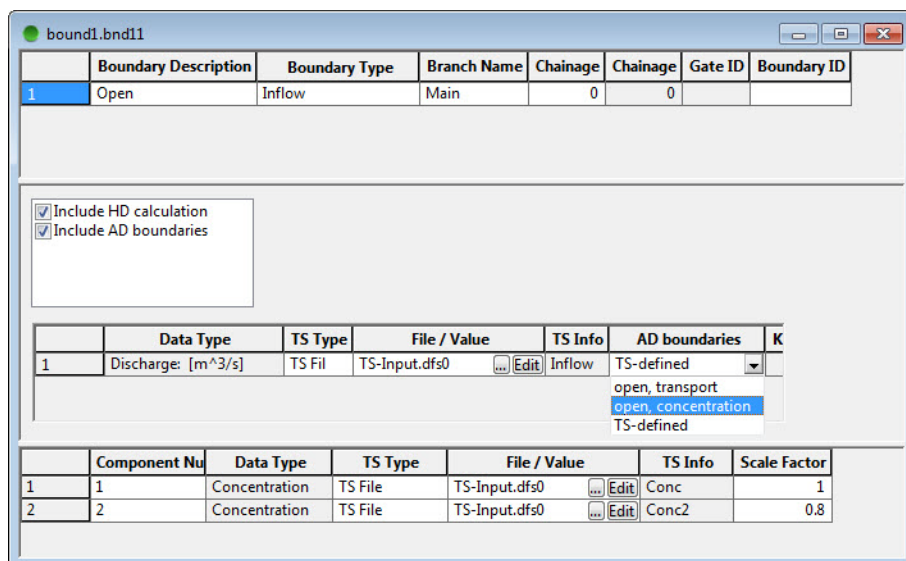 bound1.bnd11
Boundary Description Boundary Type Branch Name Chainage Chainage Gate ID Boundary ID
1 Open Inflow Main 0 0
Include HD calculation
Include AD boundaries
Data Type TS Type File / Value TS Info AD boundaries K
1 Discharge: [m^3/s] TS Fil TS-Input.dfs0 ... Edit Inflow TS-defined
open, transport
open, concentration
TS-defined
Component Nu Data Type TS Type File / Value TS Info Scale Factor
1 1 Concentration TS File TS-Input.dfs0 ... Edit Conc 1
2 2 Concentration TS File TS-Input.dfs0 ... Edit Conc2 0.8